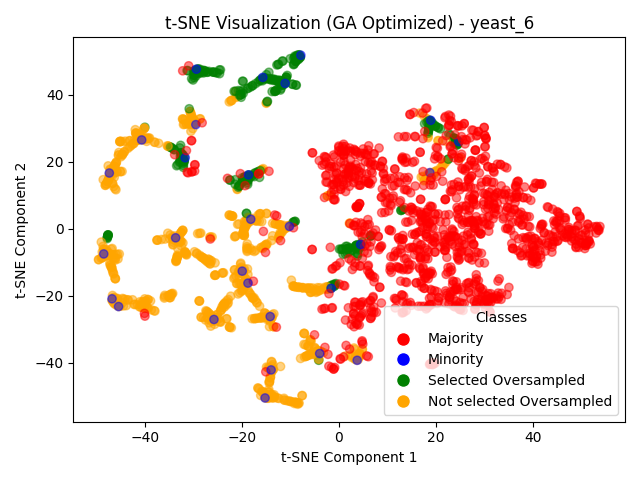 t-SNE Visualization (GA Optimized) - yeast_6
t-SNE Component 2
40
20
0
−20
−40
Classes
Majority
Minority
Selected Oversampled
Not selected Oversampled
−40 −20 0 20 40
t-SNE Component 1